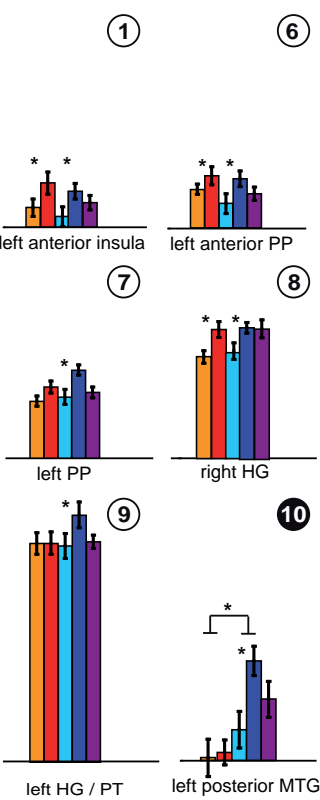 1
6
* *
* *
left anterior insula
left anterior PP
7
8
*
* *
left PP
right HG
9
10
*
*
*
left HG / PT
left posterior MTG